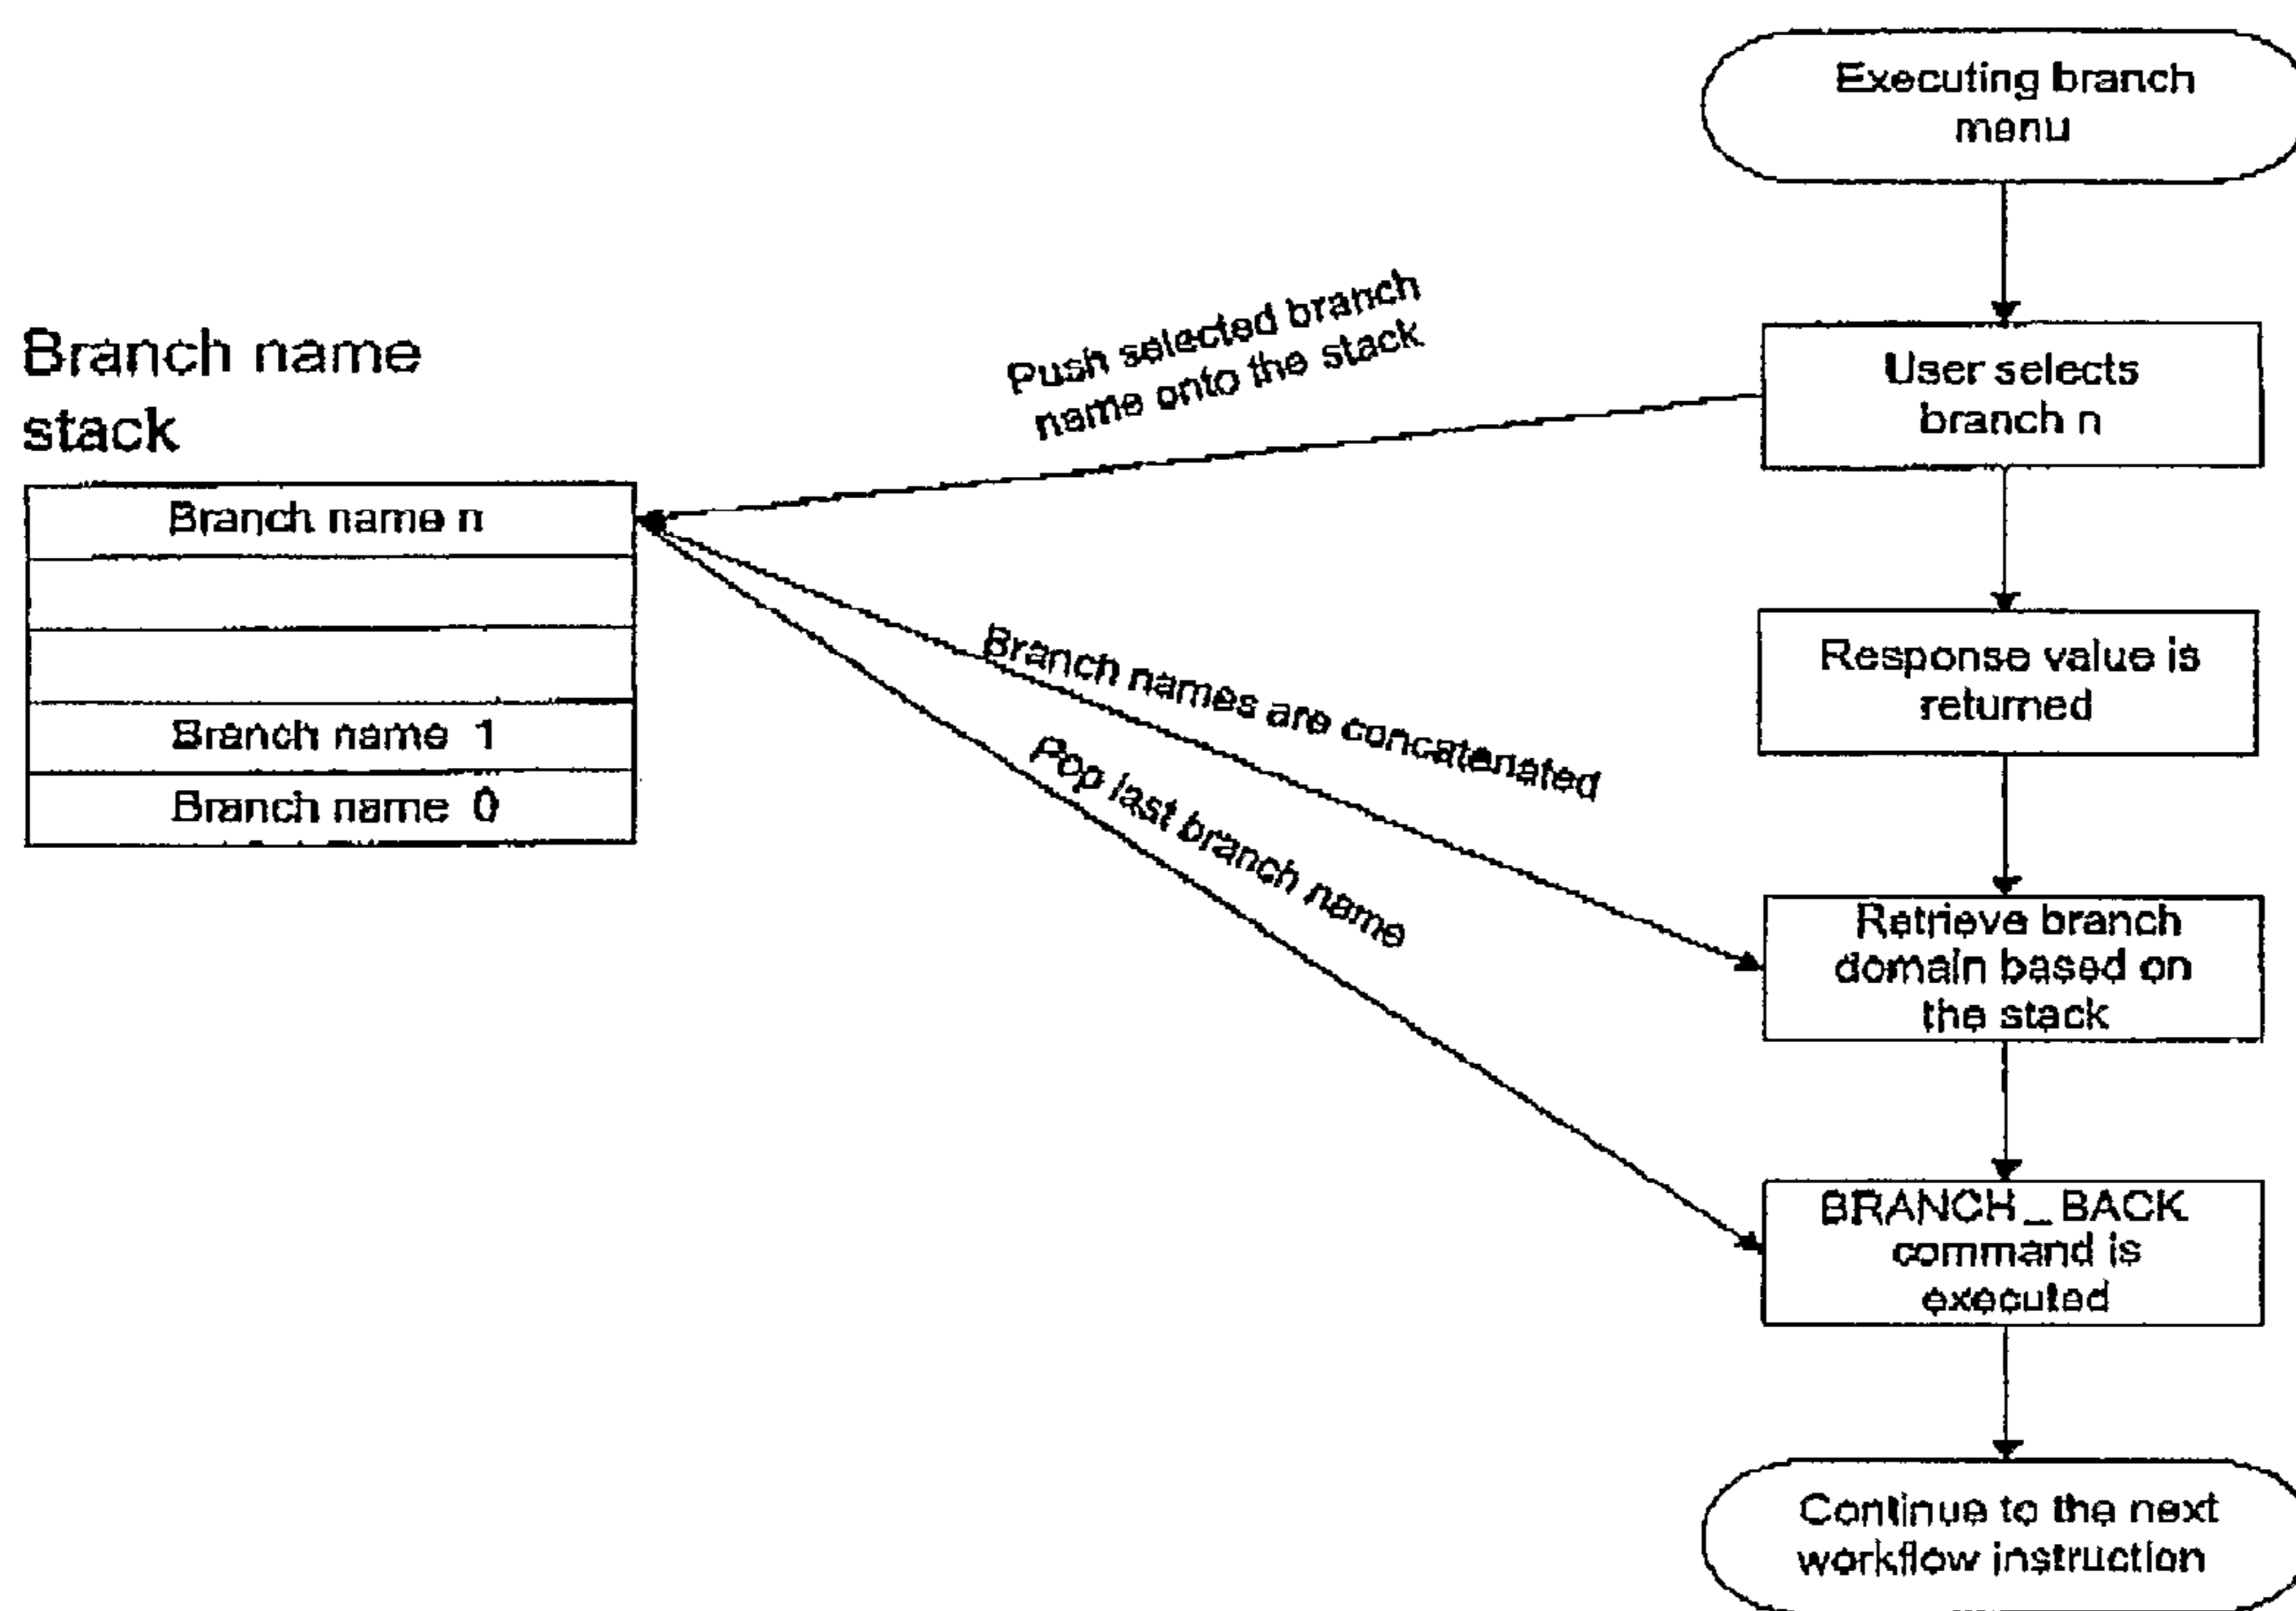 Executing branch
menu
User selects
branch n
Push selected branch
name onto the stack
Branch name
stack
Branch name n
Branch name 1
Branch name 0
Response value is
returned
Branch names are concatenated
Pop last branch name
Retrieve branch
domain based on
the stack
BRANCH_BACK
command is
executed
Continue to the next
workflow instruction